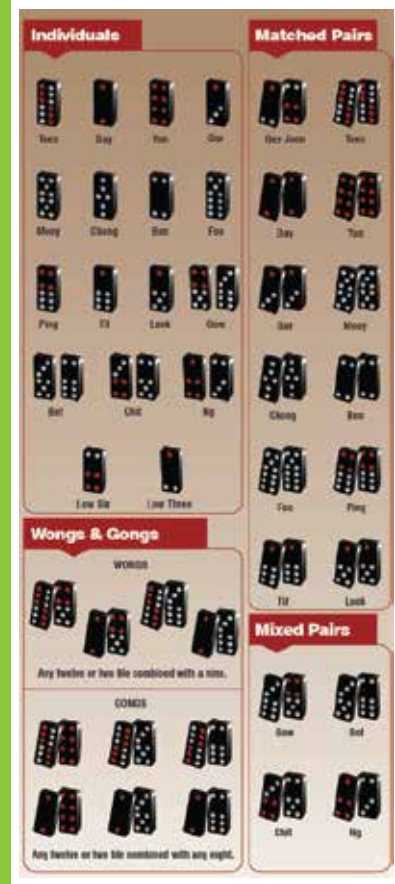 Individuals
Teen Day Yun Gor
Mooy Chong Bon Foo
Ping Tit Look Gow
Bot Chit Ng
Low Six Low Three
Wongs & Gongs
WONGS
Any twelve or two tile combined with a nine.
GONGS
Any twelve or two tile combined with any eight.
Matched Pairs
Gee Joon Teen
Day Yun
Gor Mooy
Chong Bon
Foo Ping
Tit Look
Mixed Pairs
Gow Bot
Chit Ng